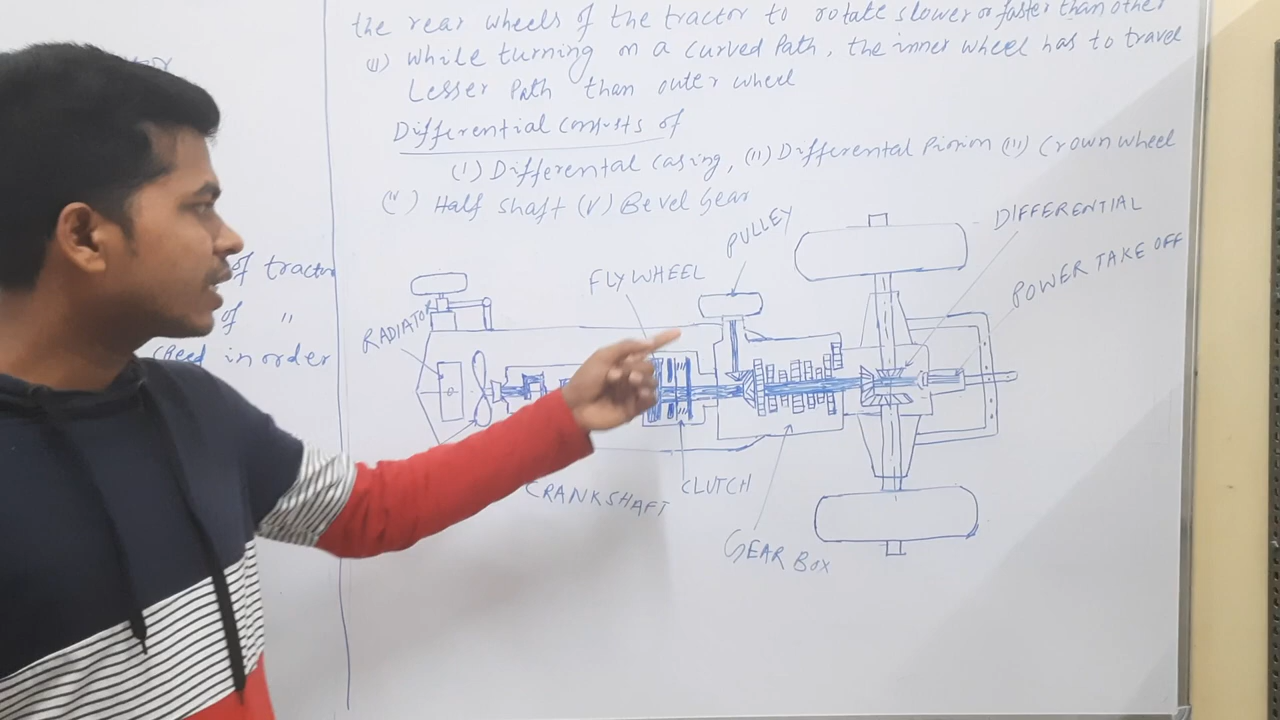 the rear wheels of the tractor to rotate slower or faster than other
(ii) while turning on a curved Path, the inner wheel has to travel
Lesser Path than outer wheel
Differential consists of
(i) Differential casing, (ii) Differential Pinion (iii) Crown wheel
(iv) Half shaft (v) Bevel Gear
of tractor
of "
in order
PULLEY
DIFFERENTIAL
FLYWHEEL
POWER TAKE OFF
RADIATOR
CRANKSHAFT
CLUTCH
GEAR BOX